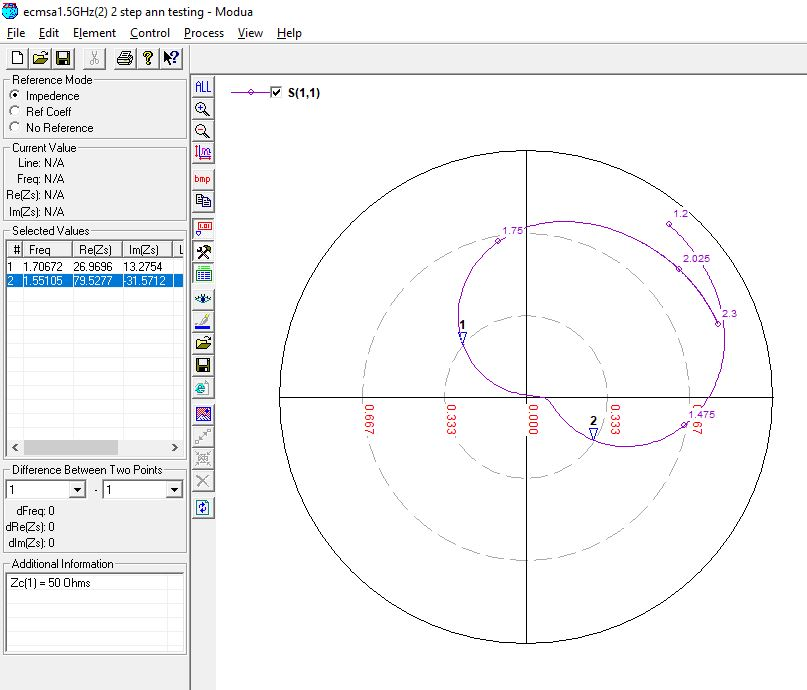 ecmsa1.5GHz(2) 2 step ann testing - Modua
File Edit Element Control Process View Help
Reference Mode
Impedence
Ref Coeff
No Reference
Current Value
Line: N/A
Freq: N/A
Re(Zs): N/A
Im(Zs): N/A
Selected Values
# Freq Re(Zs) Im(Zs) L
1 1.70672 26.9696 13.2754
2 1.55105 79.5277 -31.5712
Difference Between Two Points
1 - 1
dFreq: 0
dRe(Zs): 0
dIm(Zs): 0
Additional Information
Zc(1) = 50 Ohms
ALL
bmp
1.01
S(1,1)
1.2
1.75
2.025
2.3
1
2
1.475
0.667 0.333 0.000 0.333 67